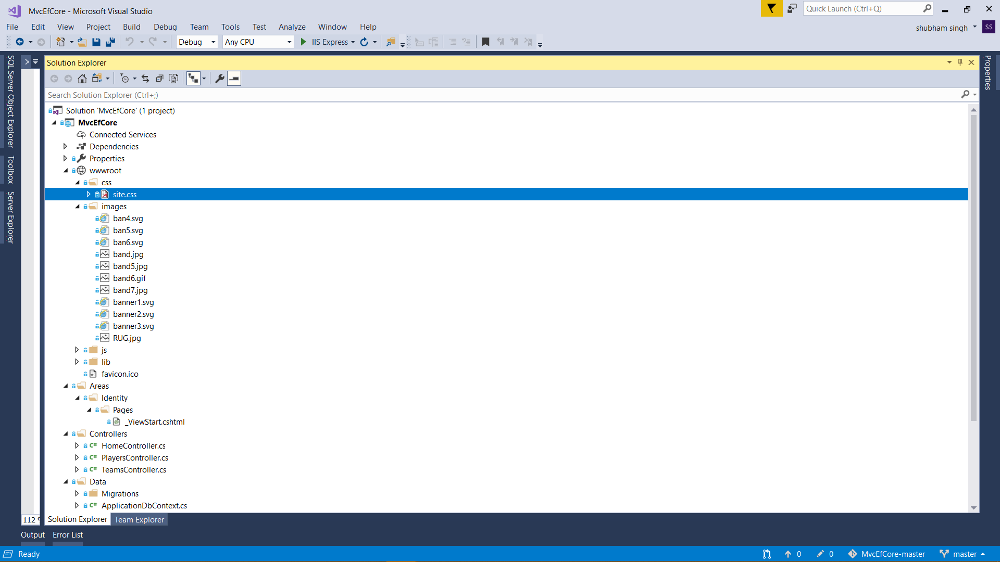 MvcEfCore - Microsoft Visual Studio
Quick Launch (Ctrl+Q)
File Edit View Project Build Debug Team Tools Test Analyze Window Help
shubham singh SS
Debug Any CPU IIS Express
SQL Server Object Explorer
Toolbox
Server Explorer
Solution Explorer
Properties
Search Solution Explorer (Ctrl+;)
Solution 'MvcEfCore' (1 project)
MvcEfCore
Connected Services
Dependencies
Properties
wwwroot
css
site.css
images
ban4.svg
ban5.svg
ban6.svg
band.jpg
band5.jpg
band6.gif
band7.jpg
banner1.svg
banner2.svg
banner3.svg
RUG.jpg
js
lib
favicon.ico
Areas
Identity
Pages
_ViewStart.cshtml
Controllers
C# HomeController.cs
C# PlayersController.cs
C# TeamsController.cs
Data
Migrations
C# ApplicationDbContext.cs
112 Solution Explorer Team Explorer
Output Error List
Ready 0 0 MvcEfCore-master master